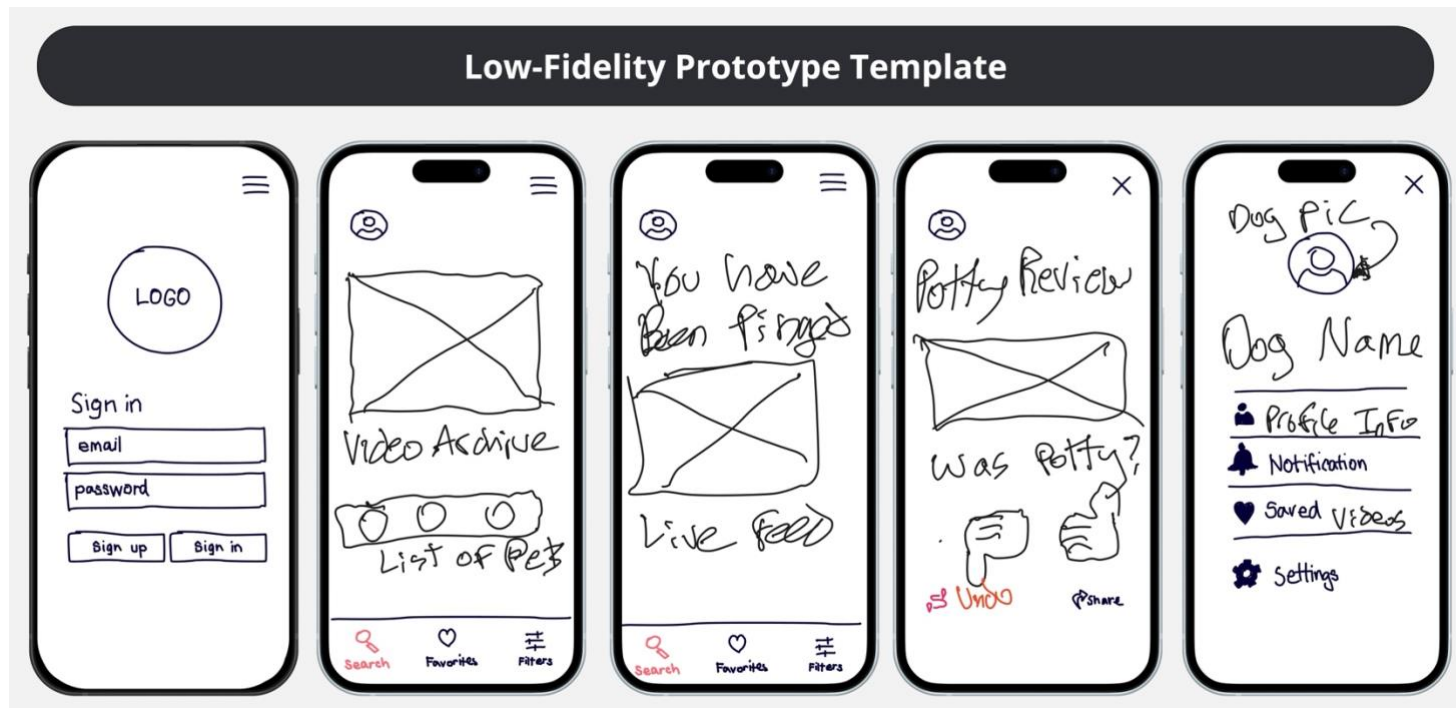 Low-Fidelity Prototype Template
LOGO
Sign in
email
password
Sign up
Sign in
Video Archive
List of Pets
Search
Favorites
Filters
You have
Been Pinged
Live Feed
Search
Favorites
Filters
Potty Review
Was Potty?
Undo
Share
Dog Pic
Dog Name
Profile Info
Notification
Saved Videos
Settings